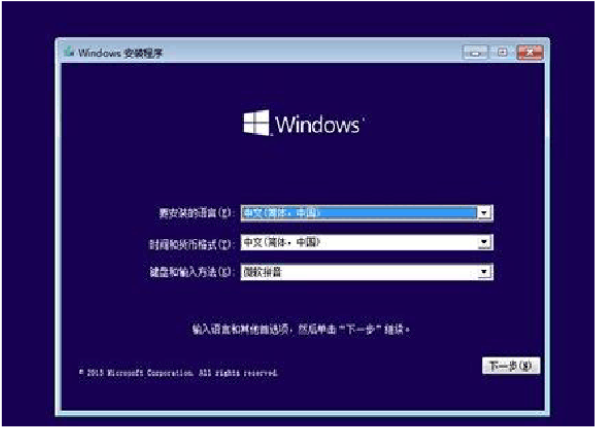 Windows 安装程序
Windows
要安装的语言(E): 中文(简体，中国)
时间和货币格式(T): 中文(简体，中国)
键盘和输入方法(K): 微软拼音
输入语言和其他首选项，然后单击“下一步”继续。
© 2015 Microsoft Corporation. All rights reserved.
下一步(N)